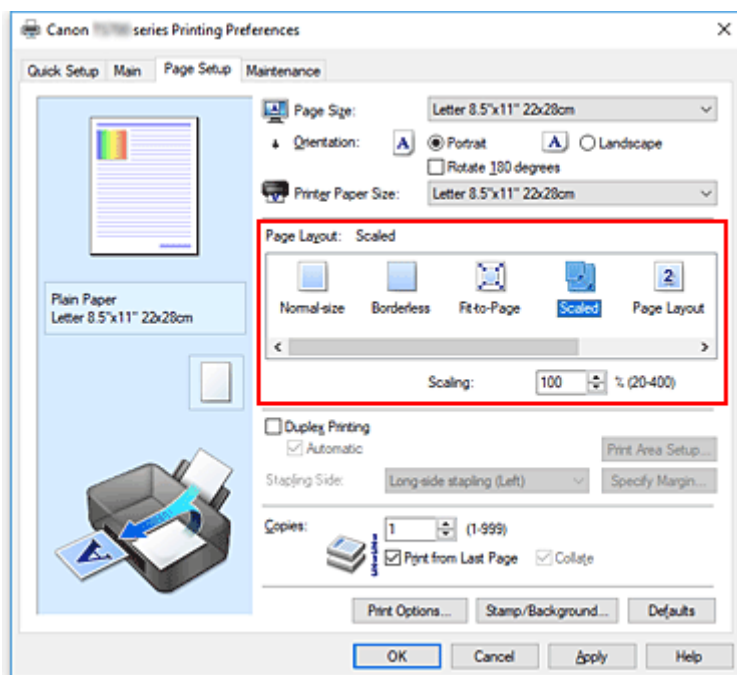 Canon series Printing Preferences
Quick Setup Main Page Setup Maintenance
Page Size: Letter 8.5"x11" 22x28cm
Orientation: A Portrait A Landscape
Rotate 180 degrees
Printer Paper Size: Letter 8.5"x11" 22x28cm
Page Layout: Scaled
Normal-size Borderless Fit-to-Page Scaled Page Layout
Scaling: 100 % (20-400)
Plain Paper
Letter 8.5"x11" 22x28cm
Duplex Printing
Automatic
Print Area Setup...
Stapling Side: Long-side stapling (Left) Specify Margin...
Copies: 1 (1-999)
Print from Last Page Collate
Print Options... Stamp/Background... Defaults
OK Cancel Apply Help